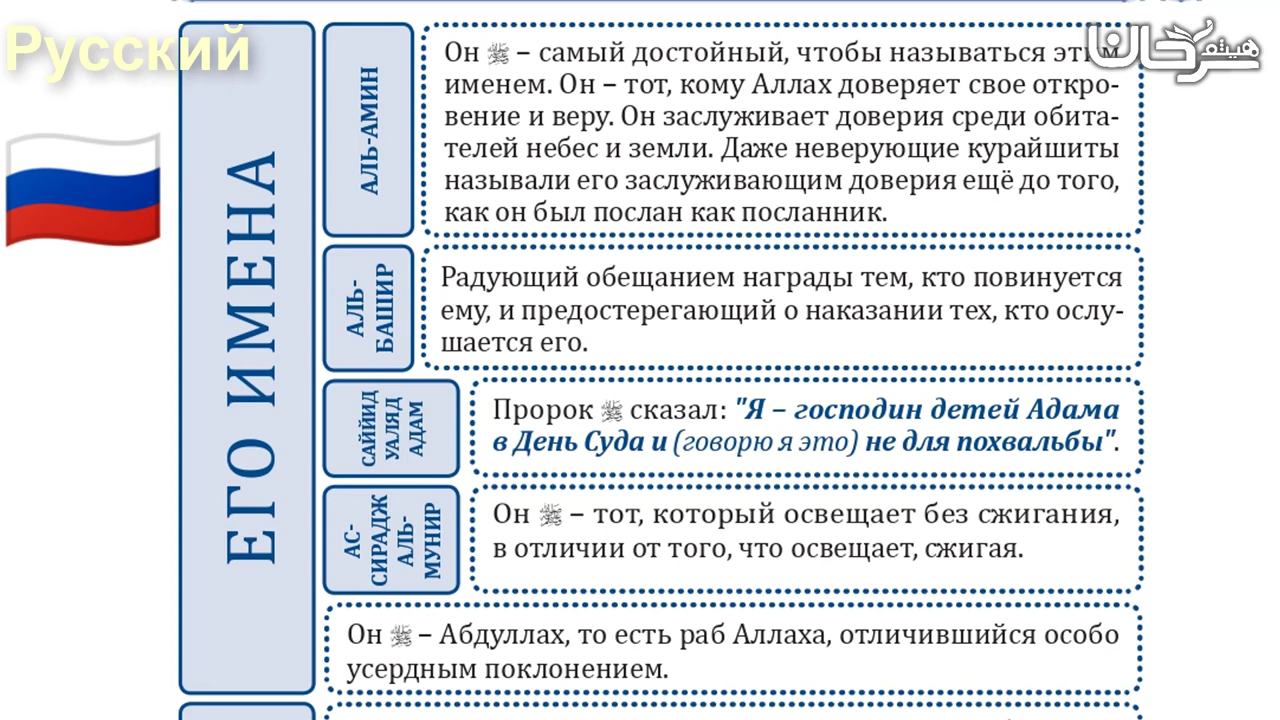 Русский
هيتمى سرحان
ЕГО ИМЕНА
АЛЬ-АМИН
Он ﷺ – самый достойный, чтобы называться этим
именем. Он – тот, кому Аллах доверяет свое откро-
вение и веру. Он заслуживает доверия среди обита-
телей небес и земли. Даже неверующие курайшиты
называли его заслуживающим доверия ещё до того,
как он был послан как посланник.
АЛЬ-
БАШИР
Радующий обещанием награды тем, кто повинуется
ему, и предостерегающий о наказании тех, кто ослу-
шается его.
САЙЙИД
УАЛЯД
АДАМ
Пророк ﷺ сказал: "Я – господин детей Адама
в День Суда и (говорю я это) не для похвальбы".
АС-
СИРАДЖ
АЛЬ-
МУНИР
Он ﷺ – тот, который освещает без сжигания,
в отличии от того, что освещает, сжигая.
Он ﷺ – Абдуллах, то есть раб Аллаха, отличившийся особо
усердным поклонением.